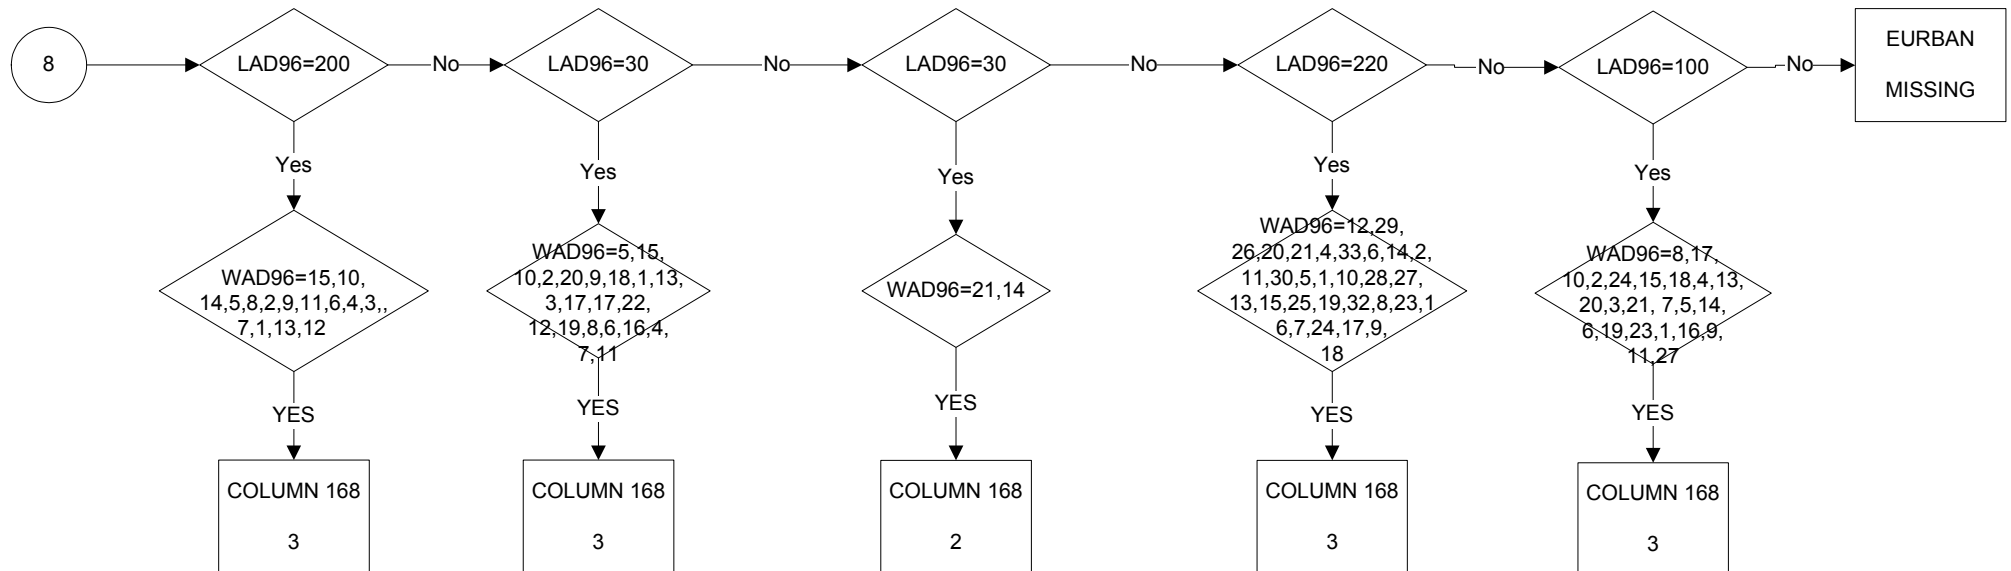 8
LAD96=200
No
LAD96=30
No
LAD96=30
No
LAD96=220
No
LAD96=100
No
EURBAN
MISSING
Yes
Yes
Yes
Yes
Yes
WAD96=15,10,
14,5,8,2,9,11,6,4,3,,
7,1,13,12
WAD96=5,15,
10,2,20,9,18,1,13,
3,17,17,22,
12,19,8,6,16,4,
7,11
WAD96=21,14
WAD96=12,29,
26,20,21,4,33,6,14,2,
11,30,5,1,10,28,27,
13,15,25,19,32,8,23,1
6,7,24,17,9,
18
WAD96=8,17,
10,2,24,15,18,4,13,
20,3,21, 7,5,14,
6,19,23,1,16,9,
11,27
YES
YES
YES
YES
YES
COLUMN 168
3
COLUMN 168
3
COLUMN 168
2
COLUMN 168
3
COLUMN 168
3